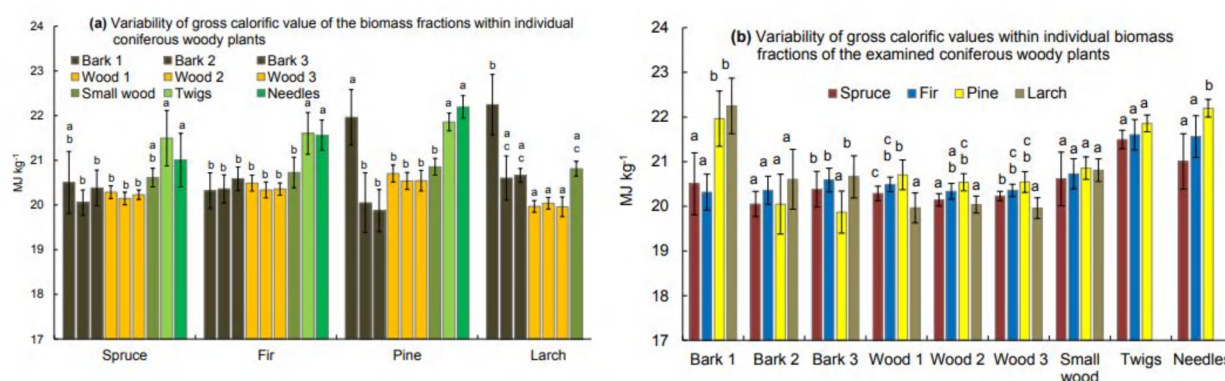 (a) Variability of gross calorific value of the biomass fractions within individual
coniferous woody plants
Bark 1 Bark 2 Bark 3
Wood 1 Wood 2 Wood 3
Small wood Twigs Needles
MJ kg⁻¹
24
23
22
21
20
19
18
17
a
b
b
b
b
b
b
a
b
a
a
b
b
b
b
b
b
b
a
a
a
b
b
b
b
b
b
a
a
b
a
c
a
c
a
a
a
c
c
Spruce Fir Pine Larch
(b) Variability of gross calorific values within individual biomass
fractions of the examined coniferous woody plants
Spruce Fir Pine Larch
MJ kg⁻¹
24
23
22
21
20
19
18
17
a a b b
a a a a
b b a b
c b c b a
a c b c b a
b c b c a
a a a a
a a a
a b b
Bark 1 Bark 2 Bark 3 Wood 1 Wood 2 Wood 3 Small wood Twigs Needles